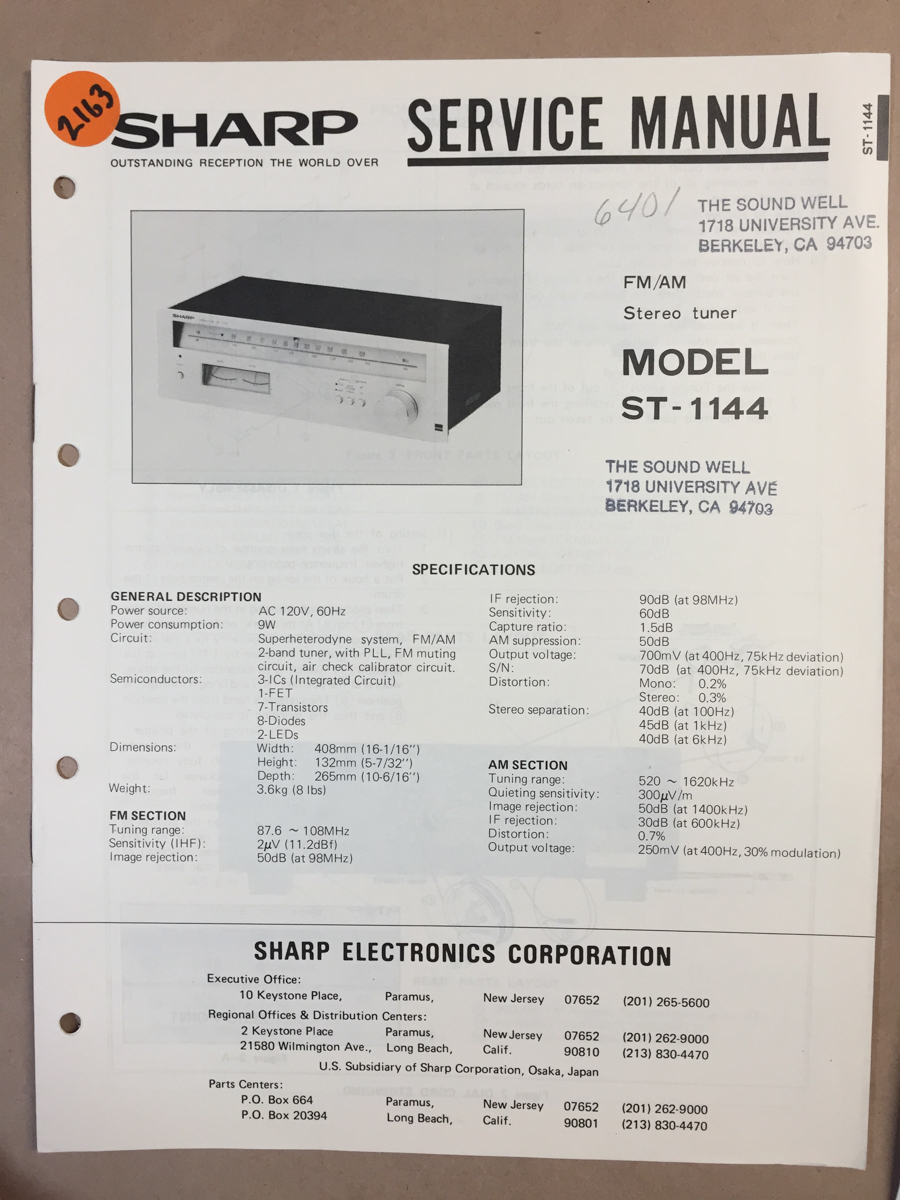 2163
SHARP
OUTSTANDING RECEPTION THE WORLD OVER
SERVICE MANUAL
ST-1144
6401
THE SOUND WELL
1718 UNIVERSITY AVE.
BERKELEY, CA 94703
SHARP
FM/AM
Stereo tuner
MODEL
ST-1144
THE SOUND WELL
1718 UNIVERSITY AVE
BERKELEY, CA 94703
SPECIFICATIONS
GENERAL DESCRIPTION
Power source: AC 120V, 60Hz
Power consumption: 9W
Circuit: Superheterodyne system, FM/AM
2-band tuner, with PLL, FM muting
circuit, air check calibrator circuit.
Semiconductors: 3-ICs (Integrated Circuit)
1-FET
7-Transistors
8-Diodes
2-LEDs
Dimensions: Width: 408mm (16-1/16")
Height: 132mm (5-7/32")
Depth: 265mm (10-6/16")
Weight: 3.6kg (8 lbs)
FM SECTION
Tuning range: 87.6 ~ 108MHz
Sensitivity (IHF): 2μV (11.2dBf)
Image rejection: 50dB (at 98MHz)
IF rejection: 90dB (at 98MHz)
Sensitivity: 60dB
Capture ratio: 1.5dB
AM suppression: 50dB
Output voltage: 700mV (at 400Hz, 75kHz deviation)
S/N: 70dB (at 400Hz, 75kHz deviation)
Distortion: Mono: 0.2%
Stereo: 0.3%
Stereo separation: 40dB (at 100Hz)
45dB (at 1kHz)
40dB (at 6kHz)
AM SECTION
Tuning range: 520 ~ 1620kHz
Quieting sensitivity: 300μV/m
Image rejection: 50dB (at 1400kHz)
IF rejection: 30dB (at 600kHz)
Distortion: 0.7%
Output voltage: 250mV (at 400Hz, 30% modulation)
SHARP ELECTRONICS CORPORATION
Executive Office:
10 Keystone Place, Paramus, New Jersey 07652 (201) 265-5600
Regional Offices & Distribution Centers:
2 Keystone Place Paramus, New Jersey 07652 (201) 262-9000
21580 Wilmington Ave., Long Beach, Calif. 90810 (213) 830-4470
U.S. Subsidiary of Sharp Corporation, Osaka, Japan
Parts Centers:
P.O. Box 664 Paramus, New Jersey 07652 (201) 262-9000
P.O. Box 20394 Long Beach, Calif. 90801 (213) 830-4470